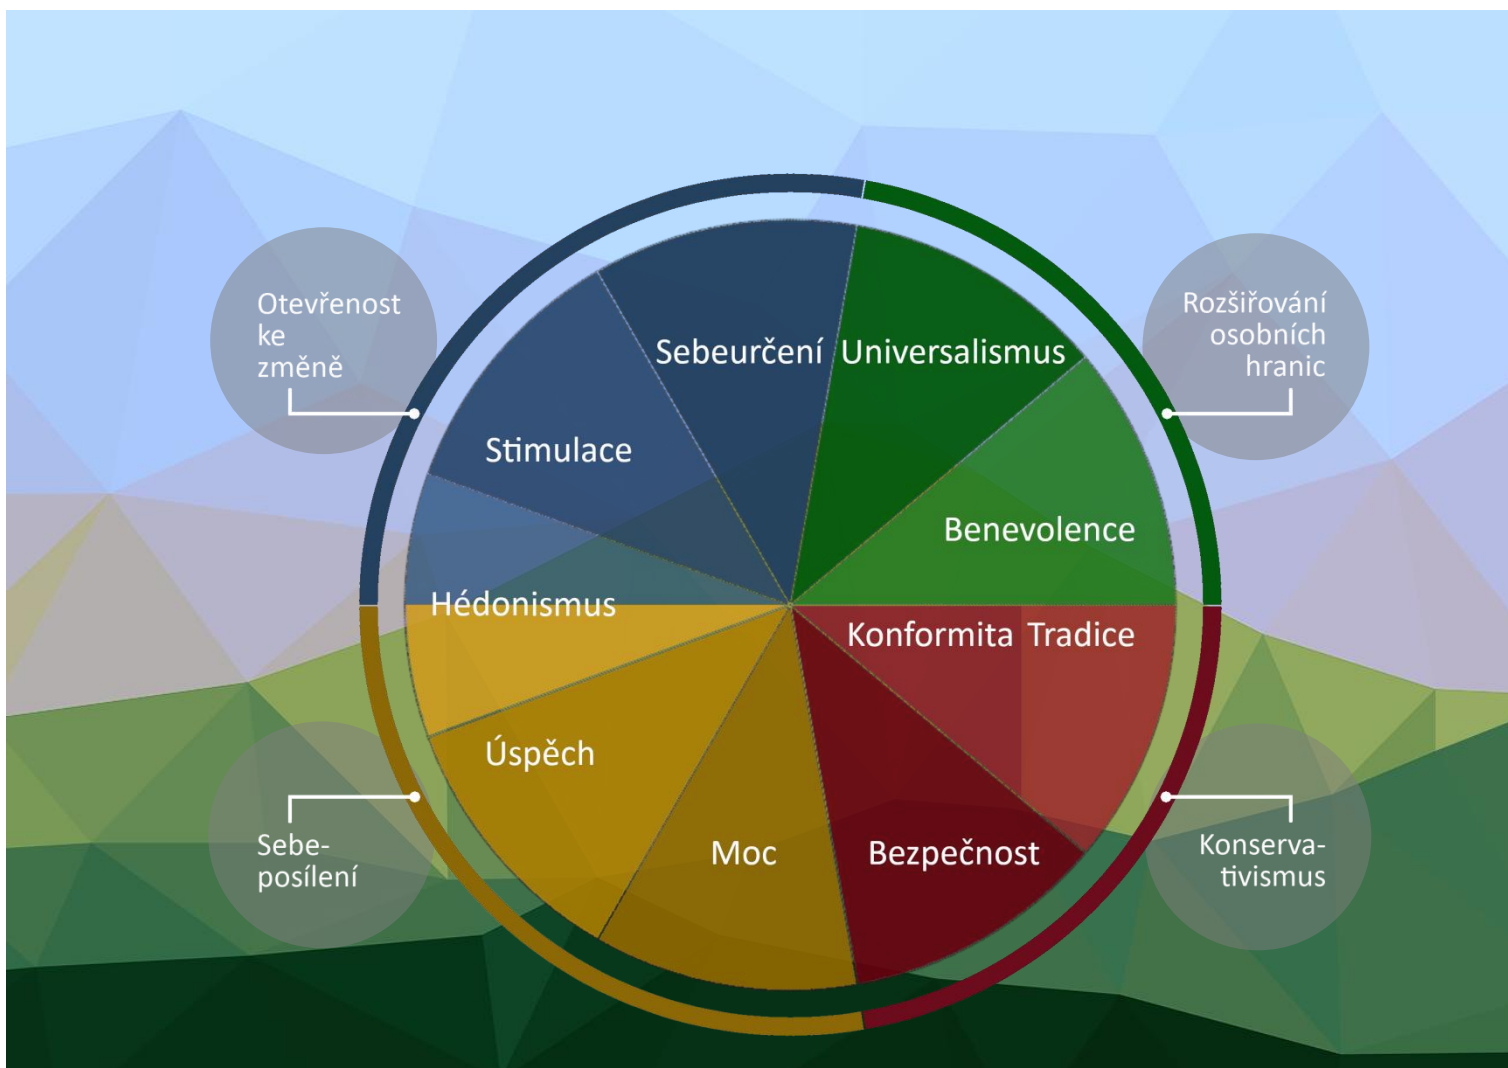 Otevřenost
ke
změně
Rozšiřování
osobních
hranic
Sebeurčení
Universalismus
Stimulace
Benevolence
Hédonismus
Konformita
Tradice
Úspěch
Moc
Bezpečnost
Sebe-
posílení
Konserva-
tivismus